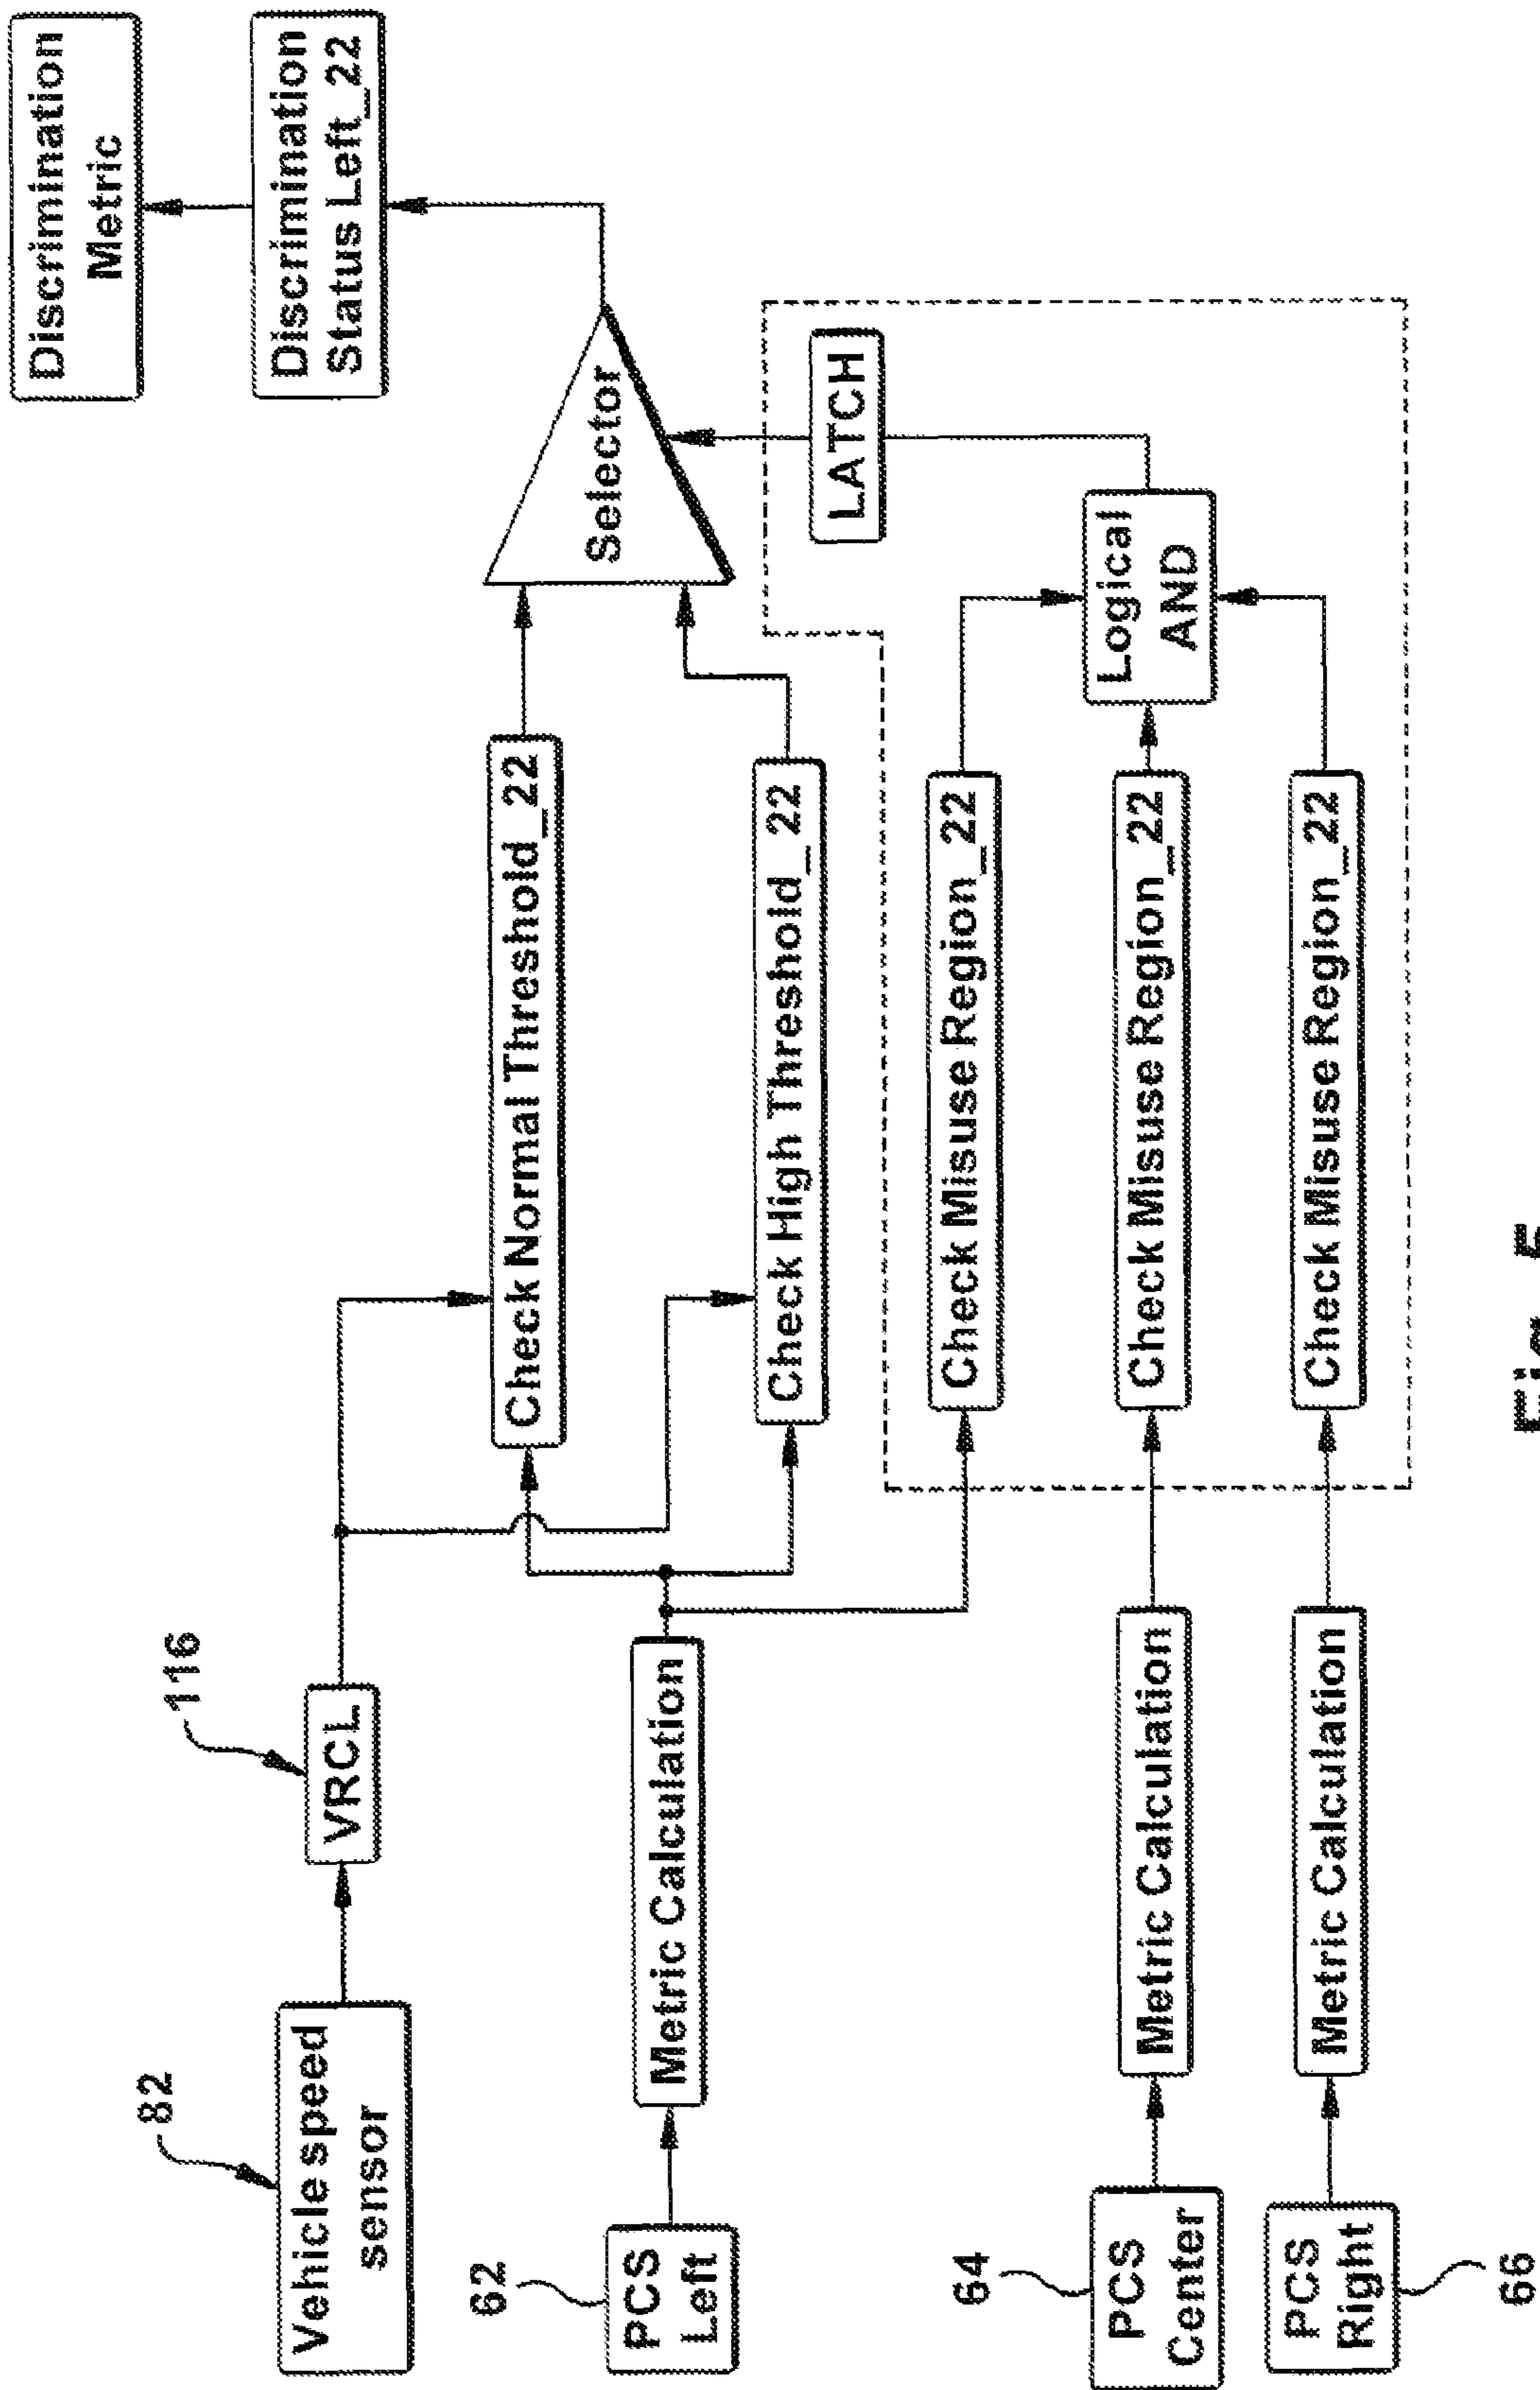 82
Vehicle speed
sensor
116
VRCL
62
PCS
Left
Metric Calculation
64
PCS
Center
Metric Calculation
PCS
Right
66
Metric Calculation
Check Normal Threshold_22
Check High Threshold_22
Check Misuse Region_22
Check Misuse Region_22
Check Misuse Region_22
Logical
AND
LATCH
Selector
Discrimination
Status Left_22
Discrimination
Metric